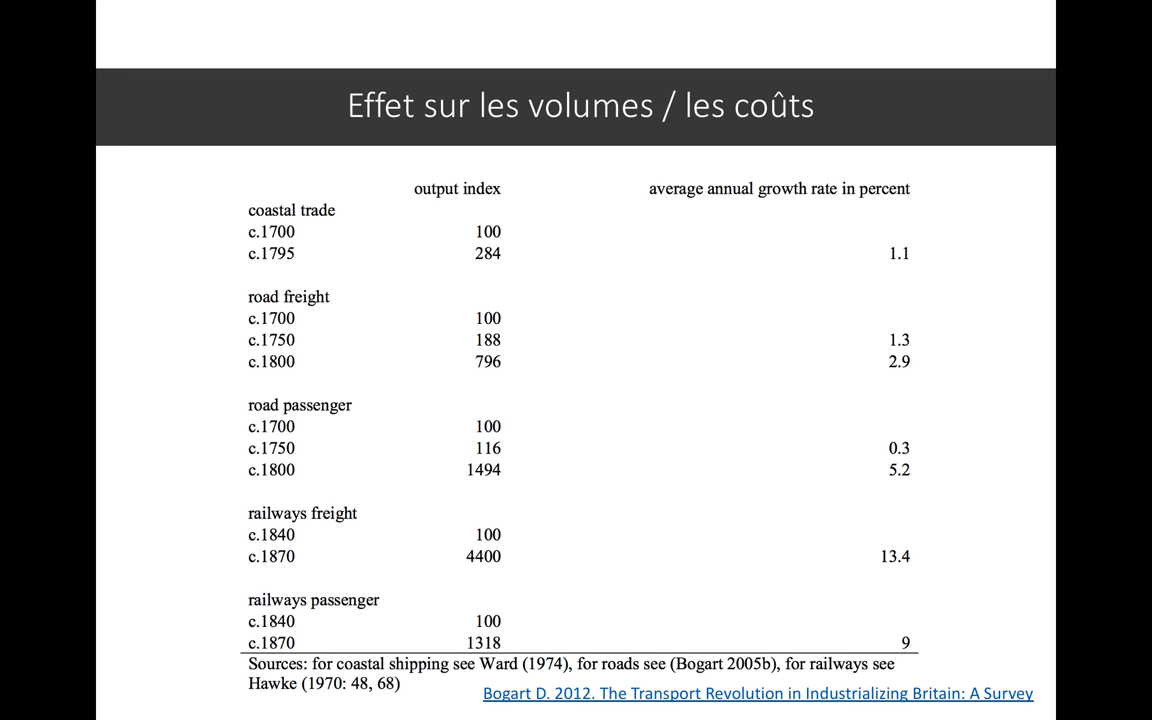 Effet sur les volumes / les coûts
output index average annual growth rate in percent
coastal trade
c.1700 100
c.1795 284 1.1
road freight
c.1700 100
c.1750 188 1.3
c.1800 796 2.9
road passenger
c.1700 100
c.1750 116 0.3
c.1800 1494 5.2
railways freight
c.1840 100
c.1870 4400 13.4
railways passenger
c.1840 100
c.1870 1318 9
Sources: for coastal shipping see Ward (1974), for roads see (Bogart 2005b), for railways see
Hawke (1970: 48, 68)
Bogart D. 2012. The Transport Revolution in Industrializing Britain: A Survey